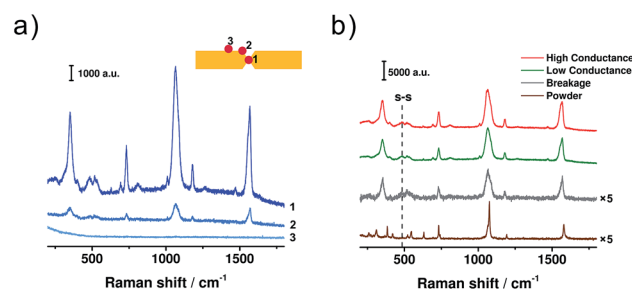 a)
3
2
1
1000 a.u.
1
2
3
500
1000
1500
Raman shift / cm⁻¹
b)
5000 a.u.
High Conductance
Low Conductance
Breakage
Powder
s-s
×5
×5
500
1000
1500
Raman shift / cm⁻¹